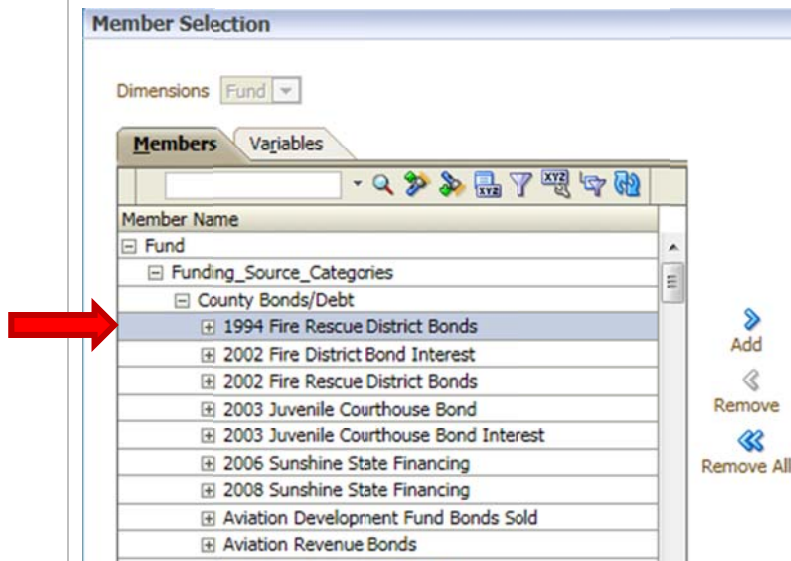 Member Selection
Dimensions Fund
Members Variables
XYZ XYZ
Member Name
Fund
Funding_Source_Categories
County Bonds/Debt
1994 Fire Rescue District Bonds
2002 Fire District Bond Interest
2002 Fire Rescue District Bonds
2003 Juvenile Courthouse Bond
2003 Juvenile Courthouse Bond Interest
2006 Sunshine State Financing
2008 Sunshine State Financing
Aviation Development Fund Bonds Sold
Aviation Revenue Bonds
Add
Remove
Remove All